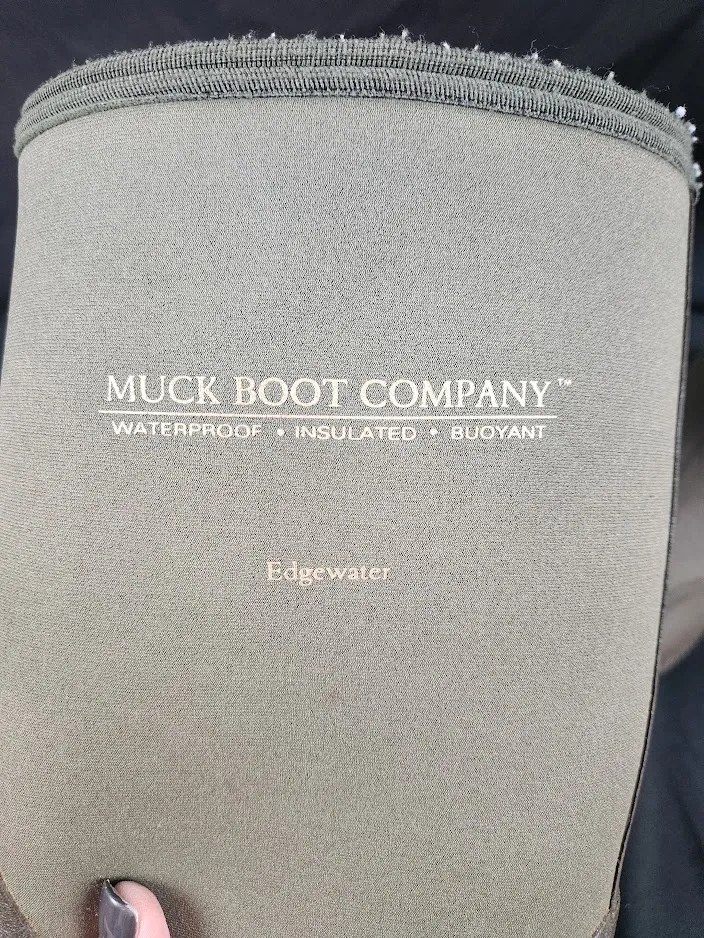 MUCK BOOT COMPANY™
WATERPROOF • INSULATED • BUOYANT
Edgewater